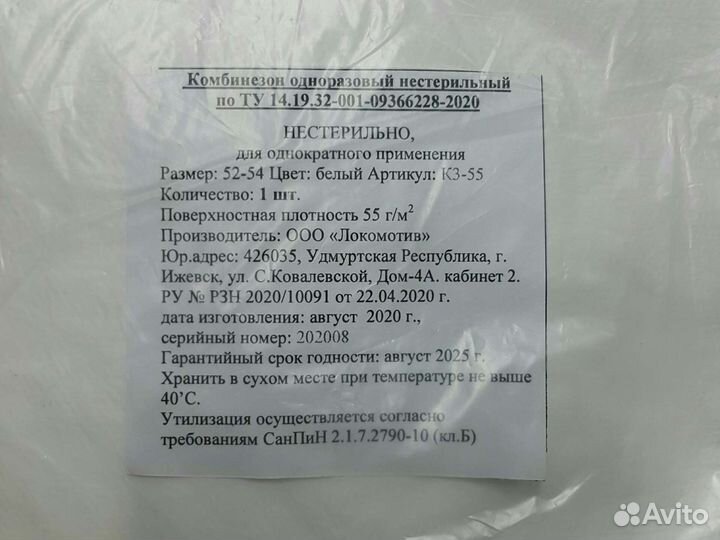 Комбинезон одноразовый нестерильный
по ТУ 14.19.32-001-09366228-2020
НЕСТЕРИЛЬНО,
для однократного применения
Размер: 52-54 Цвет: белый Артикул: КЗ-55
Количество: 1 шт.
Поверхностная плотность 55 г/м²
Производитель: ООО «Локомотив»
Юр.адрес: 426035, Удмуртская Республика, г.
Ижевск, ул. С.Ковалевской, Дом-4А. кабинет 2.
РУ № РЗН 2020/10091 от 22.04.2020 г.
дата изготовления: август 2020 г.,
серийный номер: 202008
Гарантийный срок годности: август 2025 г.
Хранить в сухом месте при температуре не выше
40’С.
Утилизация осуществляется согласно
требованиям СанПиН 2.1.7.2790-10 (кл.Б)
Avito